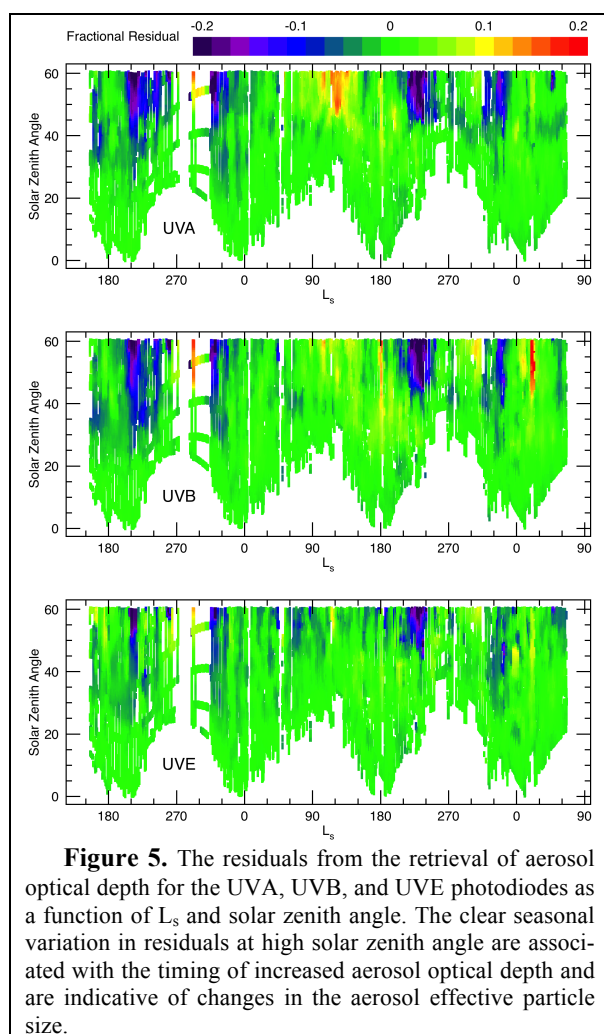 Fractional Residual
-0.2 -0.1 0 0.1 0.2
60
40
20
0
Solar Zenith Angle
UVA
180 270 0 90 180 270 0 90
Ls
60
40
20
0
Solar Zenith Angle
UVB
180 270 0 90 180 270 0 90
Ls
60
40
20
0
Solar Zenith Angle
UVE
180 270 0 90 180 270 0 90
Ls
Figure 5. The residuals from the retrieval of aerosol
optical depth for the UVA, UVB, and UVE photodiodes as
a function of Ls and solar zenith angle. The clear seasonal
variation in residuals at high solar zenith angle are associ-
ated with the timing of increased aerosol optical depth and
are indicative of changes in the aerosol effective particle
size.